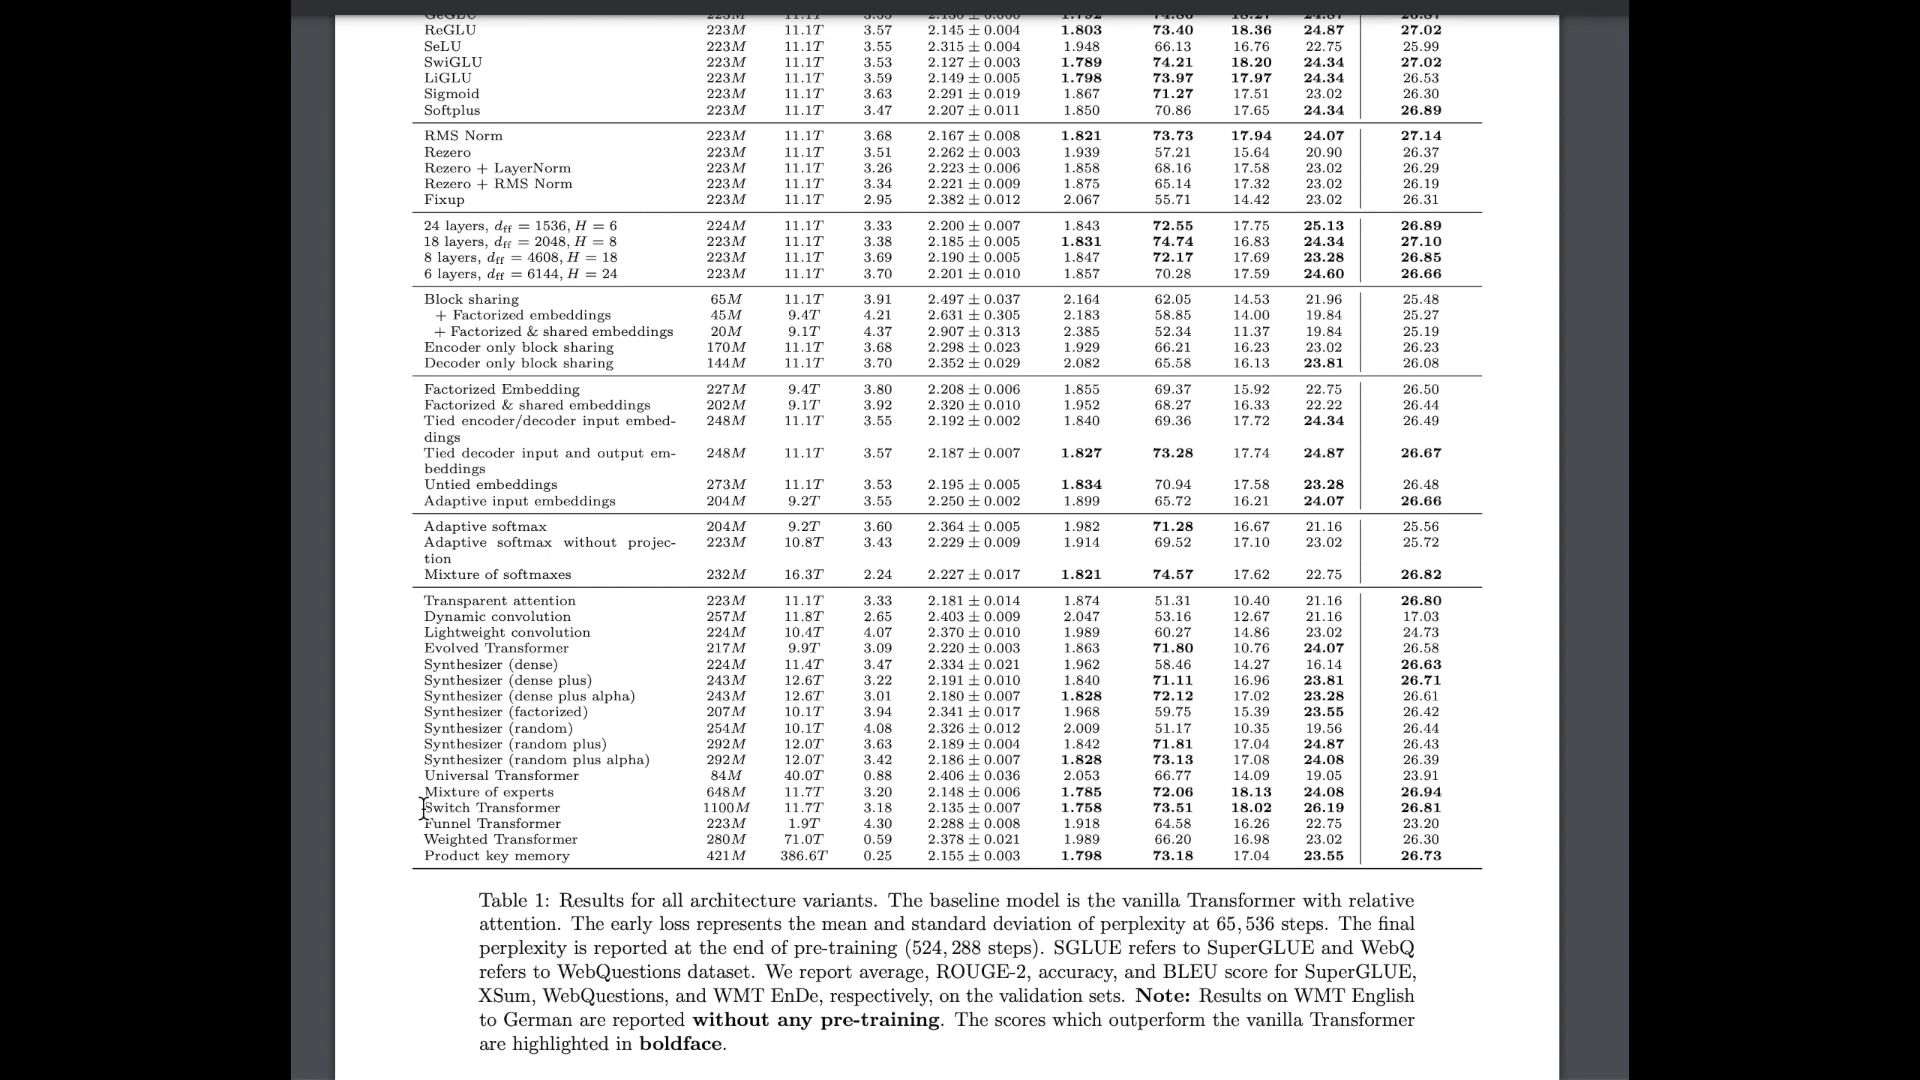 GeGLU 223M 11.1T 3.55 2.130 ± 0.006 1.792 74.86 18.27 24.87 26.87
ReGLU 223M 11.1T 3.57 2.145 ± 0.004 1.803 73.40 18.36 24.87 27.02
SeLU 223M 11.1T 3.55 2.315 ± 0.004 1.948 66.13 16.76 22.75 25.99
SwiGLU 223M 11.1T 3.53 2.127 ± 0.003 1.789 74.21 18.20 24.34 27.02
LiGLU 223M 11.1T 3.59 2.149 ± 0.005 1.798 73.97 17.97 24.34 26.53
Sigmoid 223M 11.1T 3.63 2.291 ± 0.019 1.867 71.27 17.51 23.02 26.30
Softplus 223M 11.1T 3.47 2.207 ± 0.011 1.850 70.86 17.65 24.34 26.89
RMS Norm 223M 11.1T 3.68 2.167 ± 0.008 1.821 73.73 17.94 24.07 27.14
Rezero 223M 11.1T 3.51 2.262 ± 0.003 1.939 57.21 15.64 20.90 26.37
Rezero + LayerNorm 223M 11.1T 3.26 2.223 ± 0.006 1.858 68.16 17.58 23.02 26.29
Rezero + RMS Norm 223M 11.1T 3.34 2.221 ± 0.009 1.875 65.14 17.32 23.02 26.19
Fixup 223M 11.1T 2.95 2.382 ± 0.012 2.067 55.71 14.42 23.02 26.31
24 layers, dff = 1536, H = 6 224M 11.1T 3.33 2.200 ± 0.007 1.843 72.55 17.75 25.13 26.89
18 layers, dff = 2048, H = 8 223M 11.1T 3.38 2.185 ± 0.005 1.831 74.74 16.83 24.34 27.10
8 layers, dff = 4608, H = 18 223M 11.1T 3.69 2.190 ± 0.005 1.847 72.17 17.69 23.28 26.85
6 layers, dff = 6144, H = 24 223M 11.1T 3.70 2.201 ± 0.010 1.857 70.28 17.59 24.60 26.66
Block sharing 65M 11.1T 3.91 2.497 ± 0.037 2.164 62.05 14.53 21.96 25.48
+ Factorized embeddings 45M 9.4T 4.21 2.631 ± 0.305 2.183 58.85 14.00 19.84 25.27
+ Factorized & shared embeddings 20M 9.1T 4.37 2.907 ± 0.313 2.385 52.34 11.37 19.84 25.19
Encoder only block sharing 170M 11.1T 3.68 2.298 ± 0.023 1.929 66.21 16.23 23.02 26.23
Decoder only block sharing 144M 11.1T 3.70 2.352 ± 0.029 2.082 65.58 16.13 23.81 26.08
Factorized Embedding 227M 9.4T 3.80 2.208 ± 0.006 1.855 69.37 15.92 22.75 26.50
Factorized & shared embeddings 202M 9.1T 3.92 2.320 ± 0.010 1.952 68.27 16.33 22.22 26.44
Tied encoder/decoder input embed- 248M 11.1T 3.55 2.192 ± 0.002 1.840 69.36 17.72 24.34 26.49
dings
Tied decoder input and output em- 248M 11.1T 3.57 2.187 ± 0.007 1.827 73.28 17.74 24.87 26.67
beddings
Untied embeddings 273M 11.1T 3.53 2.195 ± 0.005 1.834 70.94 17.58 23.28 26.48
Adaptive input embeddings 204M 9.2T 3.55 2.250 ± 0.002 1.899 65.72 16.21 24.07 26.66
Adaptive softmax 204M 9.2T 3.60 2.364 ± 0.005 1.982 71.28 16.67 21.16 25.56
Adaptive softmax without projec- 223M 10.8T 3.43 2.229 ± 0.009 1.914 69.52 17.10 23.02 25.72
tion
Mixture of softmaxes 232M 16.3T 2.24 2.227 ± 0.017 1.821 74.57 17.62 22.75 26.82
Transparent attention 223M 11.1T 3.33 2.181 ± 0.014 1.874 51.31 10.40 21.16 26.80
Dynamic convolution 257M 11.8T 2.65 2.403 ± 0.009 2.047 53.16 12.67 21.16 17.03
Lightweight convolution 224M 10.4T 4.07 2.370 ± 0.010 1.989 60.27 14.86 23.02 24.73
Evolved Transformer 217M 9.9T 3.09 2.220 ± 0.003 1.863 71.80 10.76 24.07 26.58
Synthesizer (dense) 224M 11.4T 3.47 2.334 ± 0.021 1.962 58.46 14.27 16.14 26.63
Synthesizer (dense plus) 243M 12.6T 3.22 2.191 ± 0.010 1.840 71.11 16.96 23.81 26.71
Synthesizer (dense plus alpha) 243M 12.6T 3.01 2.180 ± 0.007 1.828 72.12 17.02 23.28 26.61
Synthesizer (factorized) 207M 10.1T 3.94 2.341 ± 0.017 1.968 59.75 15.39 23.55 26.42
Synthesizer (random) 254M 10.1T 4.08 2.326 ± 0.012 2.009 51.17 10.35 19.56 26.44
Synthesizer (random plus) 292M 12.0T 3.63 2.189 ± 0.004 1.842 71.81 17.04 24.87 26.43
Synthesizer (random plus alpha) 292M 12.0T 3.42 2.186 ± 0.007 1.828 73.13 17.08 24.08 26.39
Universal Transformer 84M 40.0T 0.88 2.406 ± 0.036 2.053 66.77 14.09 19.05 23.91
Mixture of experts 648M 11.7T 3.20 2.148 ± 0.006 1.785 72.06 18.13 24.08 26.94
Switch Transformer 1100M 11.7T 3.18 2.135 ± 0.007 1.758 73.51 18.02 26.19 26.81
Funnel Transformer 223M 1.9T 4.30 2.288 ± 0.008 1.918 64.58 16.26 22.75 23.20
Weighted Transformer 280M 71.0T 0.59 2.378 ± 0.021 1.989 66.20 16.98 23.02 26.30
Product key memory 421M 386.6T 0.25 2.155 ± 0.003 1.798 73.18 17.04 23.55 26.73
Table 1: Results for all architecture variants. The baseline model is the vanilla Transformer with relative
attention. The early loss represents the mean and standard deviation of perplexity at 65, 536 steps. The final
perplexity is reported at the end of pre-training (524, 288 steps). SGLUE refers to SuperGLUE and WebQ
refers to WebQuestions dataset. We report average, ROUGE-2, accuracy, and BLEU score for SuperGLUE,
XSum, WebQuestions, and WMT EnDe, respectively, on the validation sets. Note: Results on WMT English
to German are reported without any pre-training. The scores which outperform the vanilla Transformer
are highlighted in boldface.